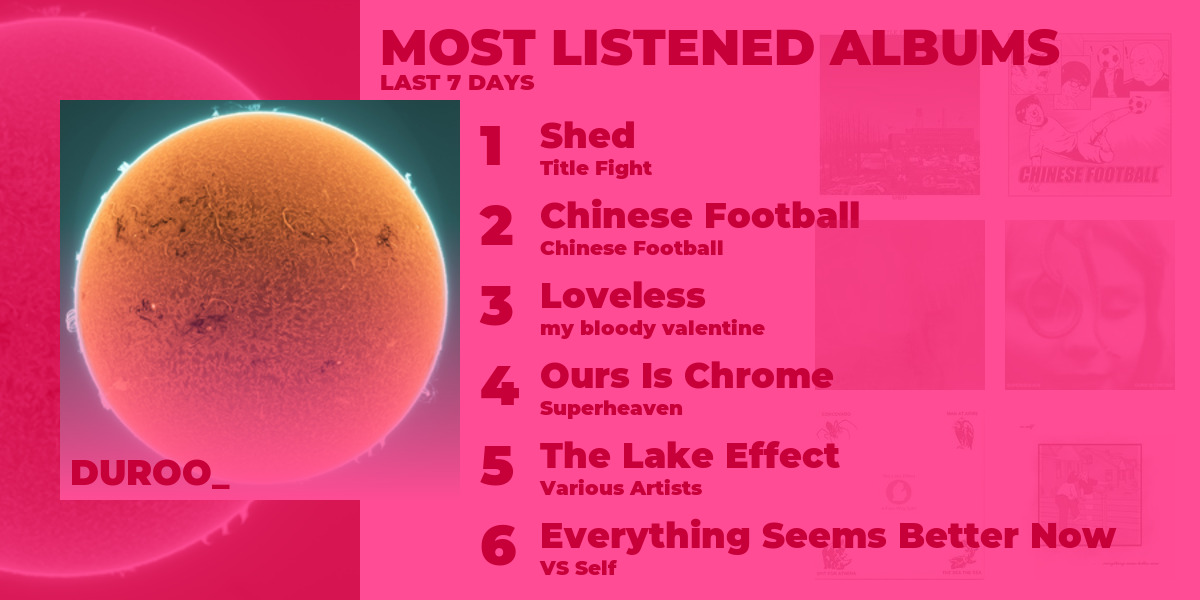 MOST LISTENED ALBUMS
LAST 7 DAYS
1
Shed
Title Fight
2
Chinese Football
Chinese Football
3
Loveless
my bloody valentine
4
Ours Is Chrome
Superheaven
5
The Lake Effect
Various Artists
6
Everything Seems Better Now
VS Self
DUROO_
CHINESE FOOTBALL